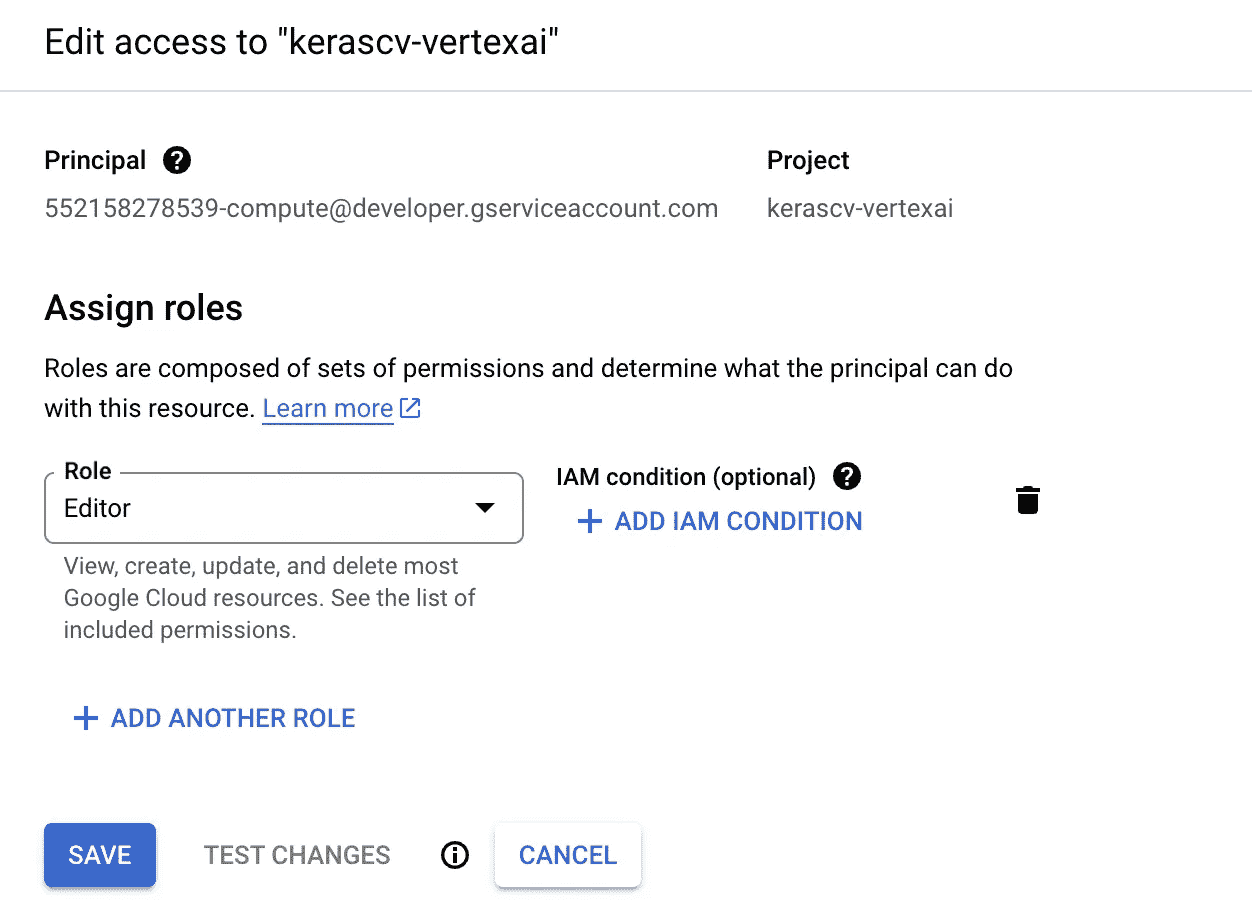 Edit access to "kerascv-vertexai"
Principal
Project
552158278539-compute@developer.gserviceaccount.com
kerascv-vertexai
Assign roles
Roles are composed of sets of permissions and determine what the principal can do
with this resource. Learn more
Role
Editor
IAM condition (optional)
ADD IAM CONDITION
View, create, update, and delete most
Google Cloud resources. See the list of
included permissions.
ADD ANOTHER ROLE
SAVE
TEST CHANGES
CANCEL